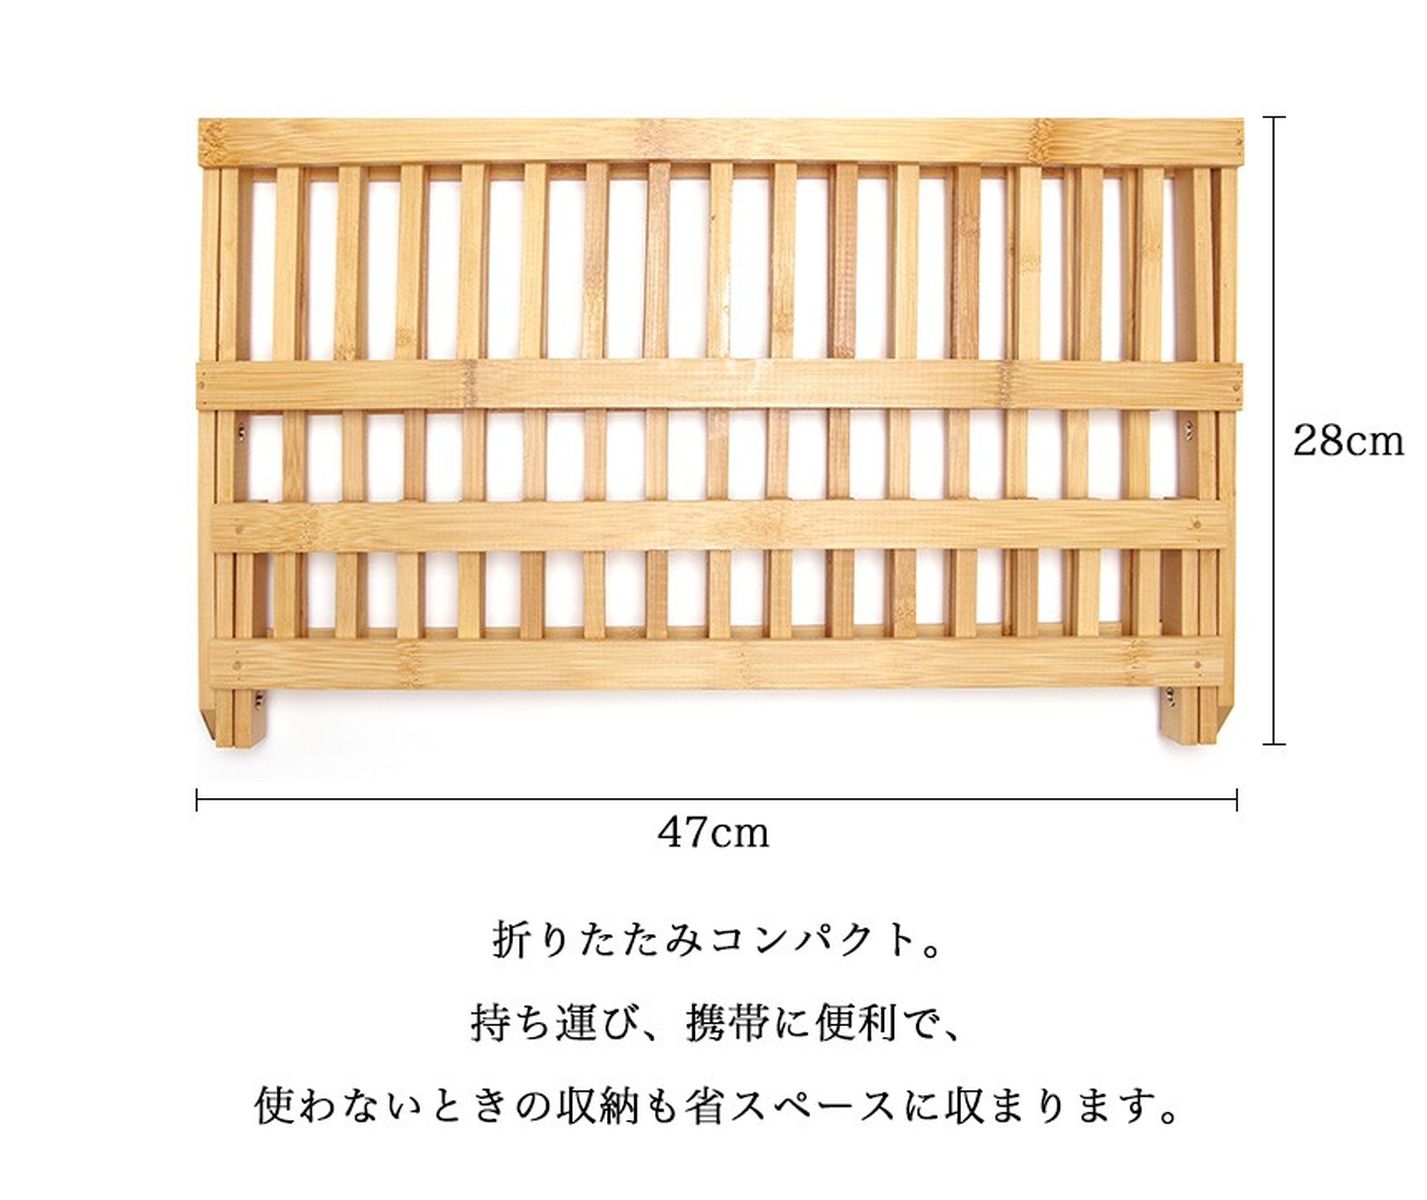 28cm
47cm
折りたたみコンパクト。
持ち運び、携帯に便利で、
使わないときの収納も省スペースに収まります。